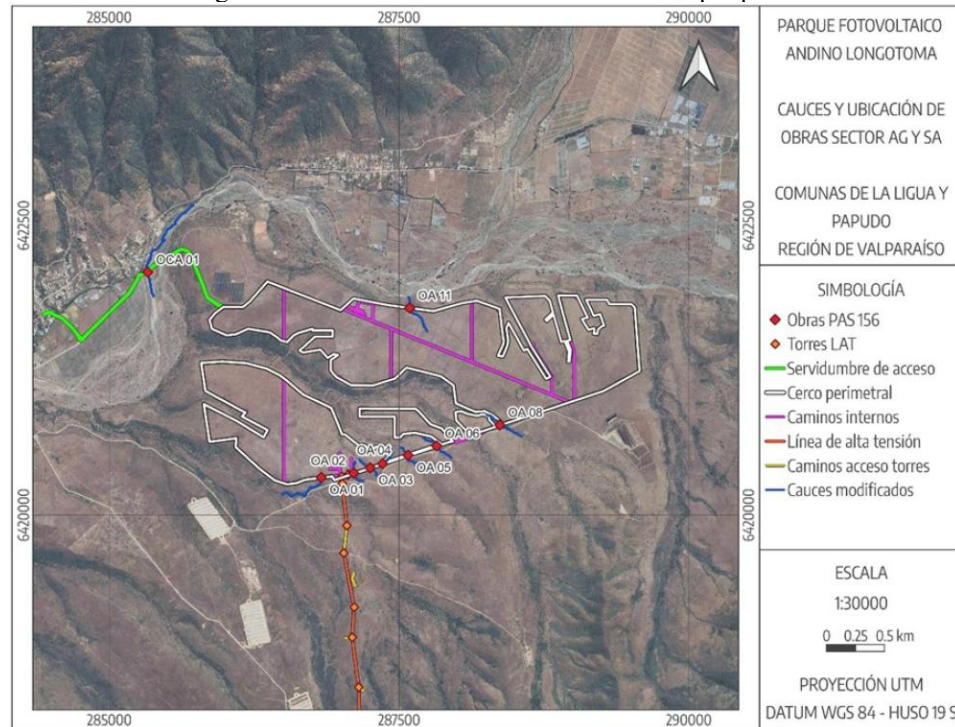 285000 287500 290000
PARQUE FOTOVOLTAICO
ANDINO LONGOTOMA
CAUCES Y UBICACIÓN DE
OBRAS SECTOR AG Y SA
COMUNAS DE LA LIGUA Y
PAPUDO
REGIÓN DE VALPARAÍSO
SIMBOLOGÍA
Obras PAS 156
Torres LAT
Servidumbre de acceso
Cerco perimetral
Caminos internos
Línea de alta tensión
Caminos acceso torres
Cauces modificados
ESCALA
1:30000
0 0.25 0.5 km
PROYECCIÓN UTM
DATUM WGS 84 - HUSO 19 S
6422500 6422500
OCA 01
OA 11
OA 08
OA 06
OA 04
OA 05
OA 02
OA 03
OA 01
6420000 6420000
285000 287500 290000